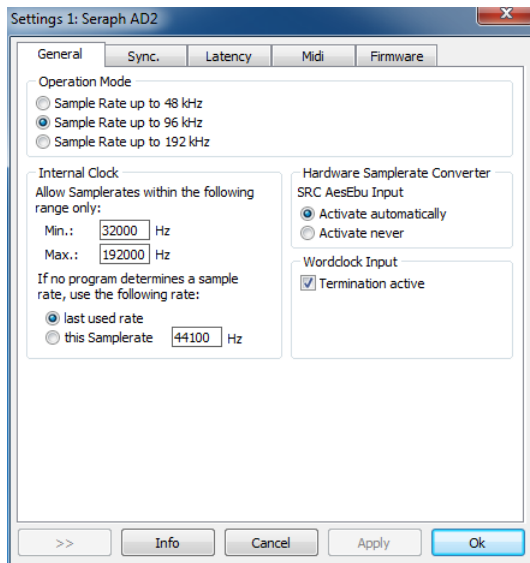 Settings 1: Seraph AD2
General
Sync.
Latency
Midi
Firmware
Operation Mode
Sample Rate up to 48 kHz
Sample Rate up to 96 kHz
Sample Rate up to 192 kHz
Internal Clock
Allow Samplerates within the following
range only:
Min.: 32000 Hz
Max.: 192000 Hz
If no program determines a sample
rate, use the following rate:
last used rate
this Samplerate 44100 Hz
Hardware Samplerate Converter
SRC AesEbu Input
Activate automatically
Activate never
Wordclock Input
Termination active
>>
Info
Cancel
Apply
Ok